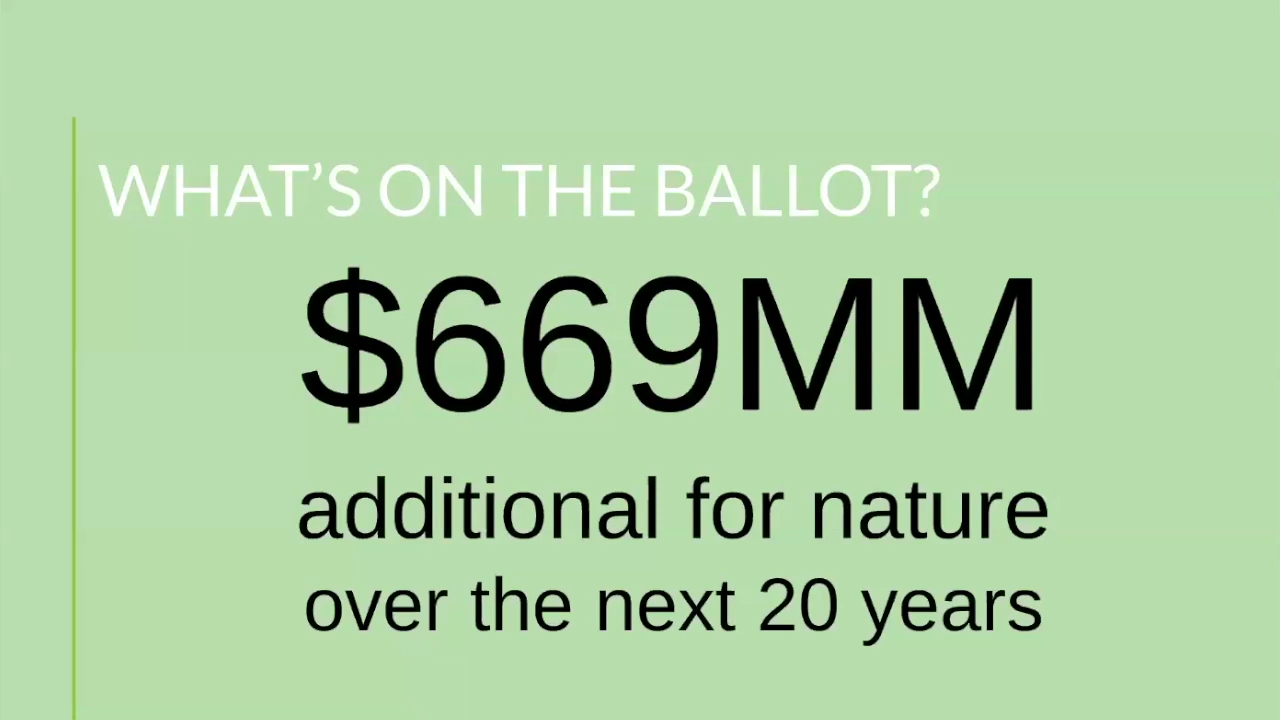 WHAT’S ON THE BALLOT?
$669MM
additional for nature
over the next 20 years